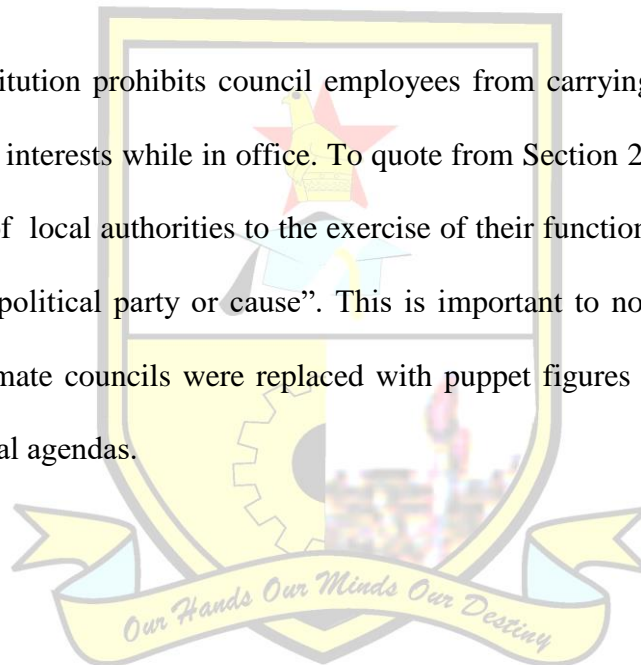 itution prohibits council employees from carrying
interests while in office. To quote from Section 2
of local authorities to the exercise of their function
political party or cause”. This is important to no
mate councils were replaced with puppet figures
al agendas.
Our Hands Our Minds Our Destiny